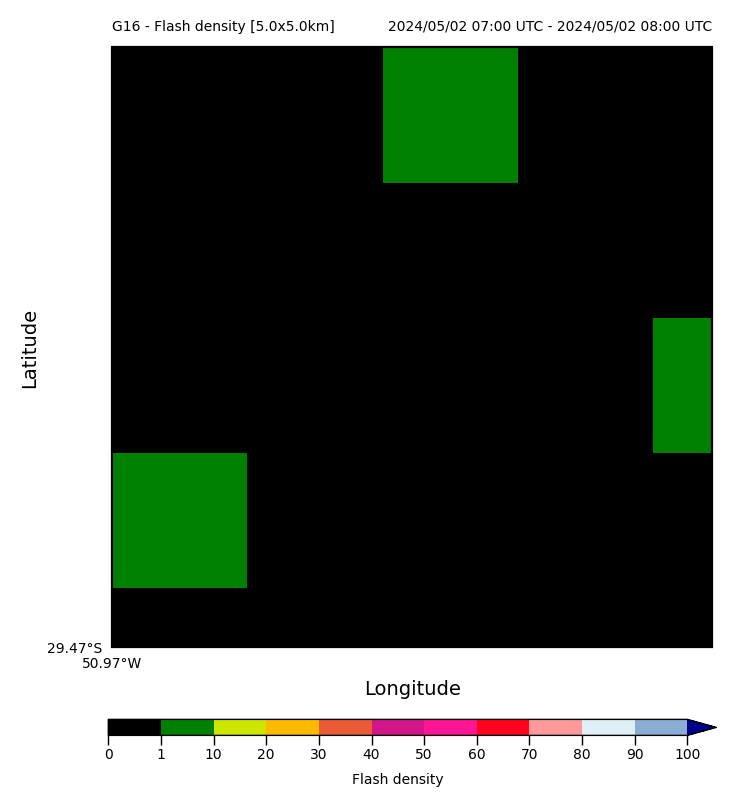 G16 - Flash density [5.0x5.0km] 2024/05/02 07:00 UTC - 2024/05/02 08:00 UTC
Latitude
29.47°S
50.97°W
Longitude
0 1 10 20 30 40 50 60 70 80 90 100
Flash density